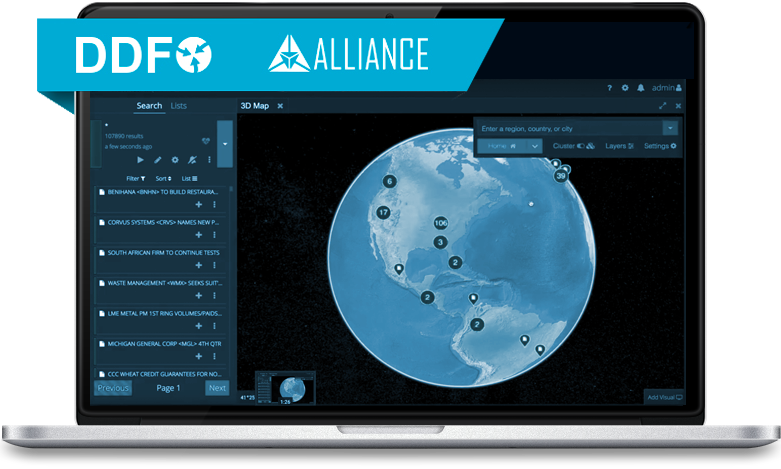 DDF
ALLIANCE
admin
Search Lists
3D Map
107890 results
a few seconds ago
Filter Sort List
BENIHANA <BNHN> TO BUILD RESTAURA...
CORVUS SYSTEMS <CRVS> NAMES NEW P...
SOUTH AFRICAN FIRM TO CONTINUE TESTS
WASTE MANAGEMENT <WMX> SEEKS SUIT...
LME METAL PM 1ST RING VOLUMES/PAIDS...
MICHIGAN GENERAL CORP <MGL> 4TH QTR
CCC WHEAT CREDIT GUARANTEES FOR NO...
Previous Page 1 Next
Enter a region, country, or city
Home Cluster Layers Settings
39
6
17
106
3
2
2
2
1:26
Add Visual